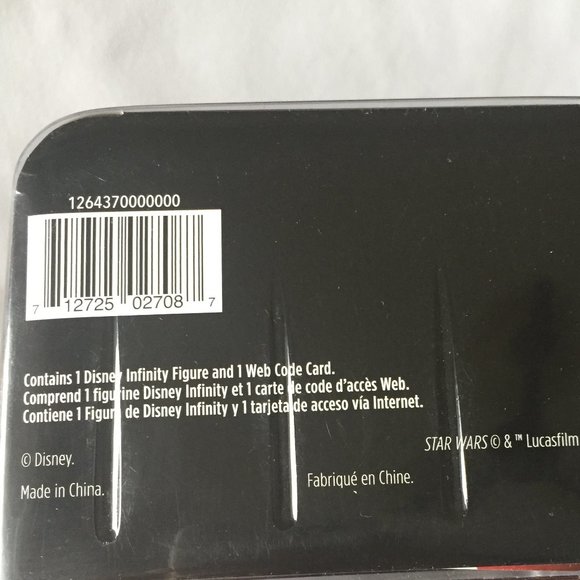 1264370000000
7 12725 02708 7
Contains 1 Disney Infinity Figure and 1 Web Code Card.
Comprend 1 figurine Disney Infinity et 1 carte de code d'accès Web.
Contiene 1 Figura de Disney Infinity y 1 tarjeta de acceso vía Internet.
STAR WARS © & ™ Lucasfilm
© Disney.
Made in China.
Fabriqué en Chine.